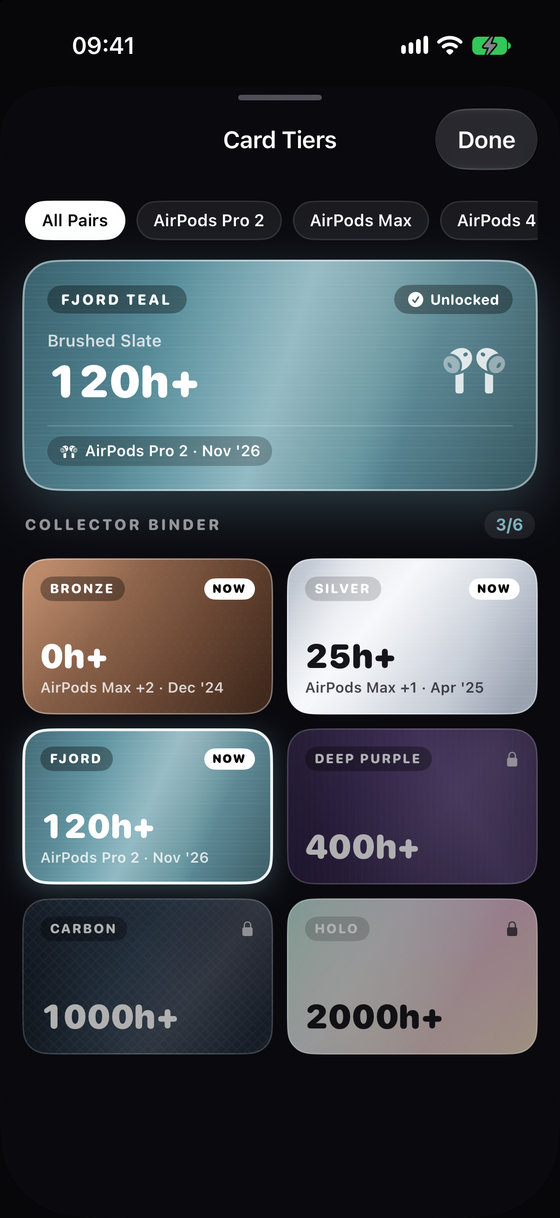 09:41
Card Tiers
Done
All Pairs
AirPods Pro 2
AirPods Max
AirPods 4
FJORD TEAL
Unlocked
Brushed Slate
120h+
AirPods Pro 2 · Nov '26
COLLECTOR BINDER
3/6
BRONZE
NOW
0h+
AirPods Max +2 · Dec '24
SILVER
NOW
25h+
AirPods Max +1 · Apr '25
FJORD
NOW
120h+
AirPods Pro 2 · Nov '26
DEEP PURPLE
400h+
CARBON
1000h+
HOLO
2000h+